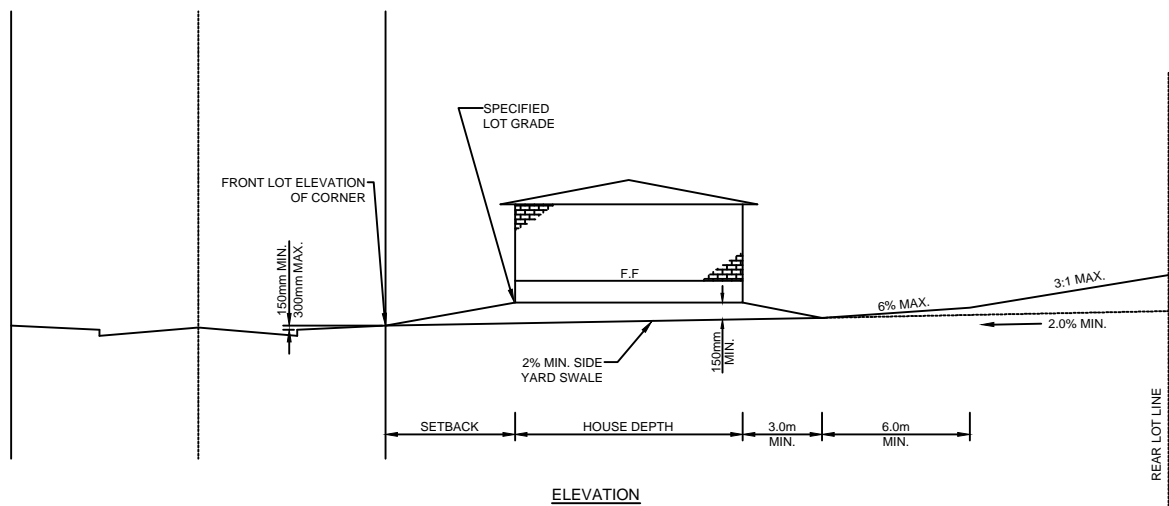 SPECIFIED
LOT GRADE
FRONT LOT ELEVATION
OF CORNER
150mm MIN.
300mm MAX.
F.F
3:1 MAX.
6% MAX.
2.0% MIN.
150mm
MIN.
2% MIN. SIDE
YARD SWALE
SETBACK
HOUSE DEPTH
3.0m
MIN.
6.0m
MIN.
REAR LOT LINE
ELEVATION